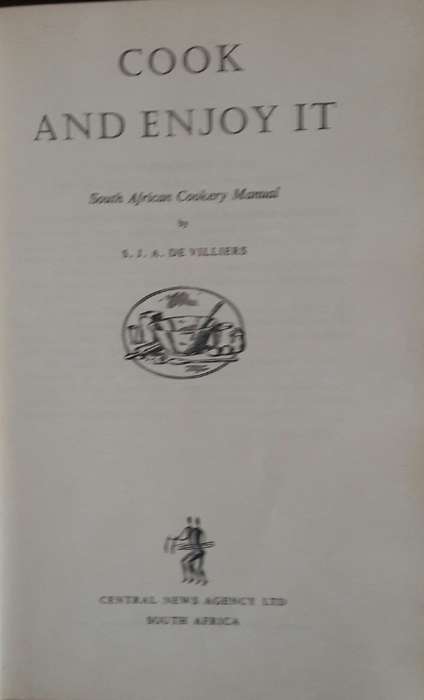 COOK
AND ENJOY IT
South African Cookery Manual
by
S. J. A. DE VILLIERS
CENTRAL NEWS AGENCY LTD
SOUTH AFRICA